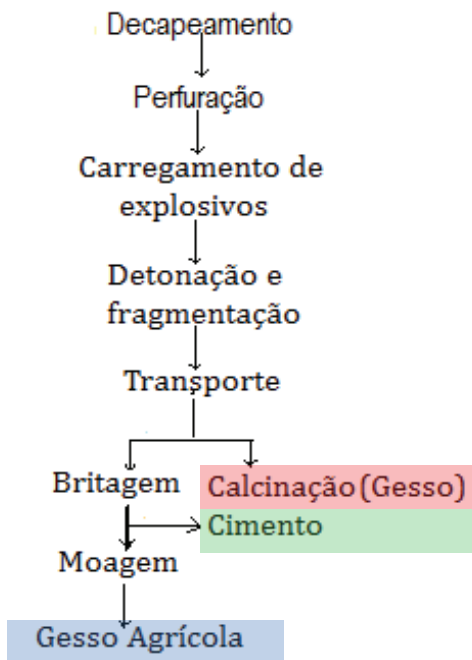 Decapeamento
Perfuração
Carregamento de
explosivos
Detonação e
fragmentação
Transporte
Britagem
Calcinação (Gesso)
Cimento
Moagem
Gesso Agrícola